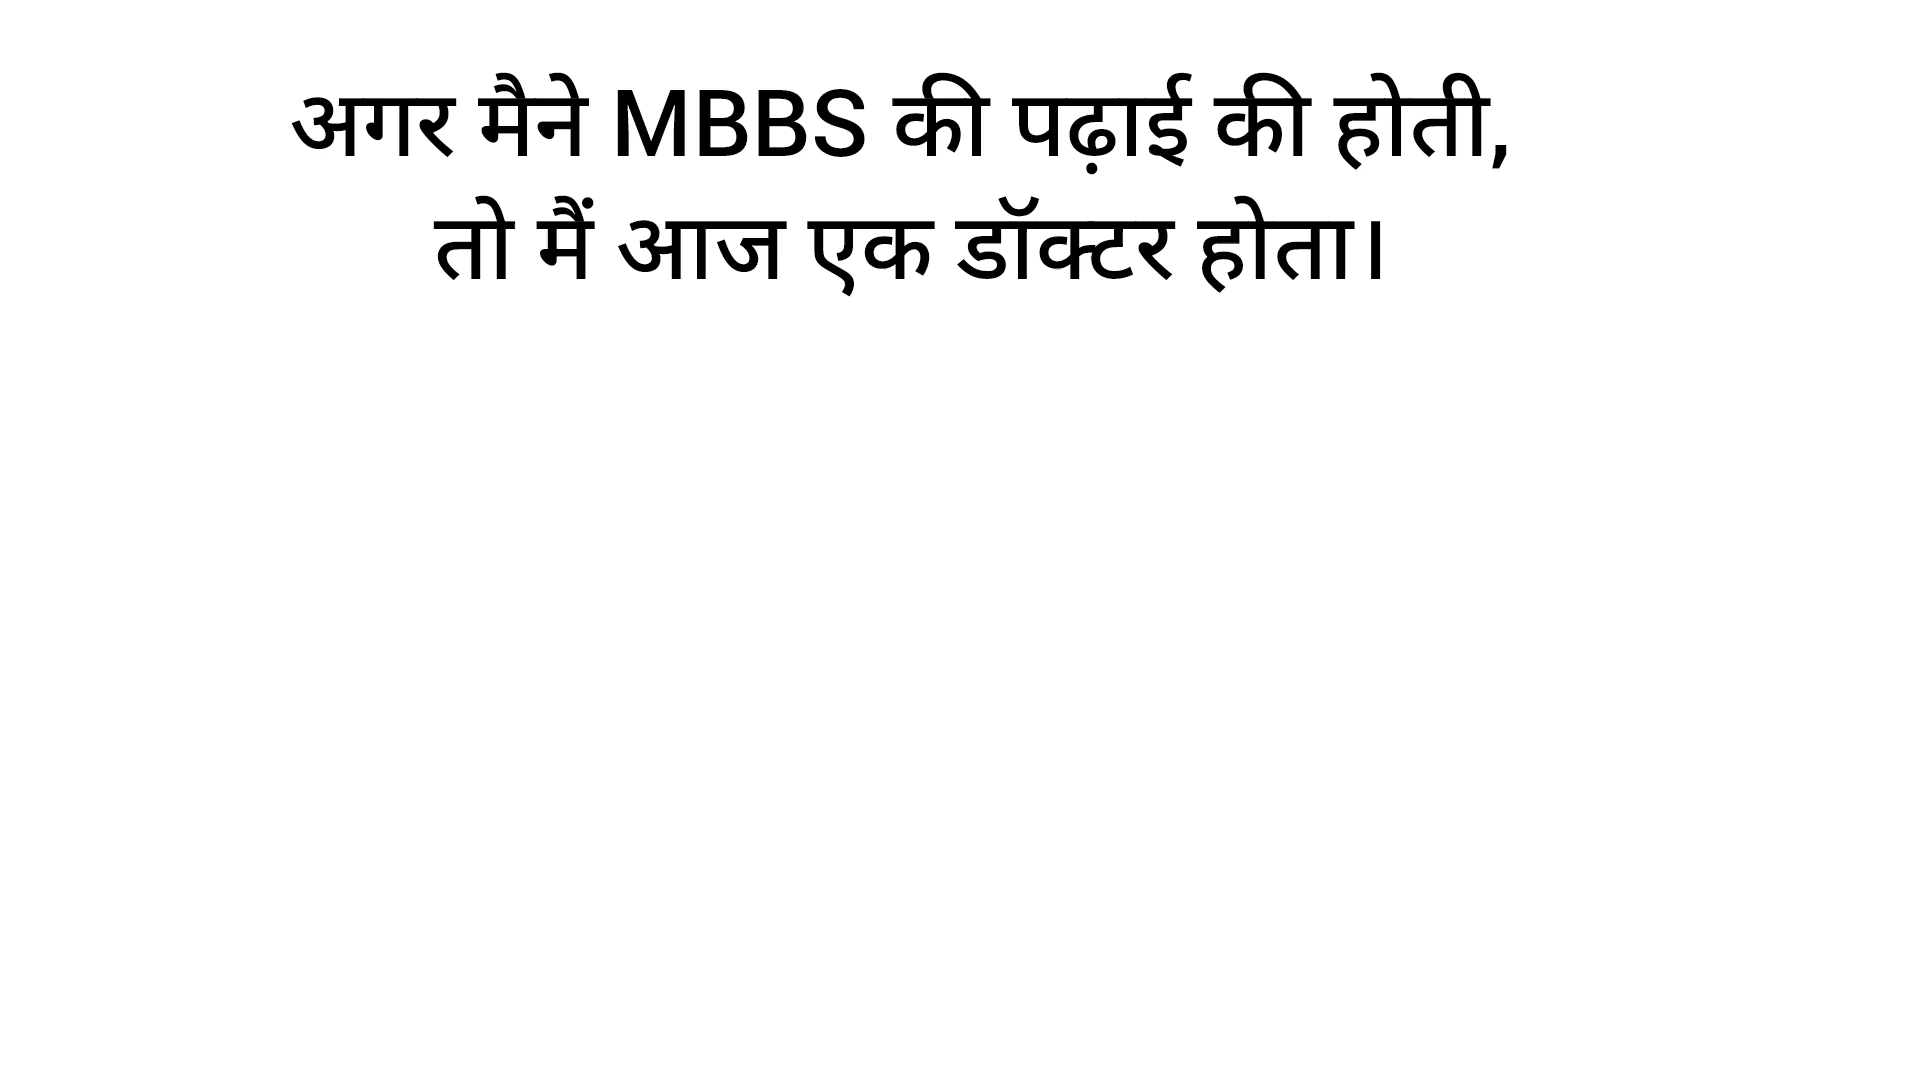 अगर मैने MBBS की पढ़ाई की होती,
तो मैं आज एक डॉक्टर होता।